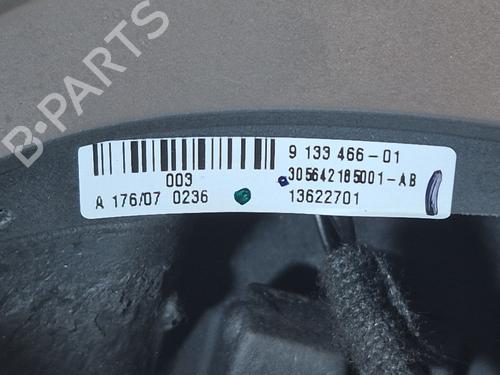 B-PARTS
9 133 466-01
003
305642185001-AB
A 176/07 0236
13622701